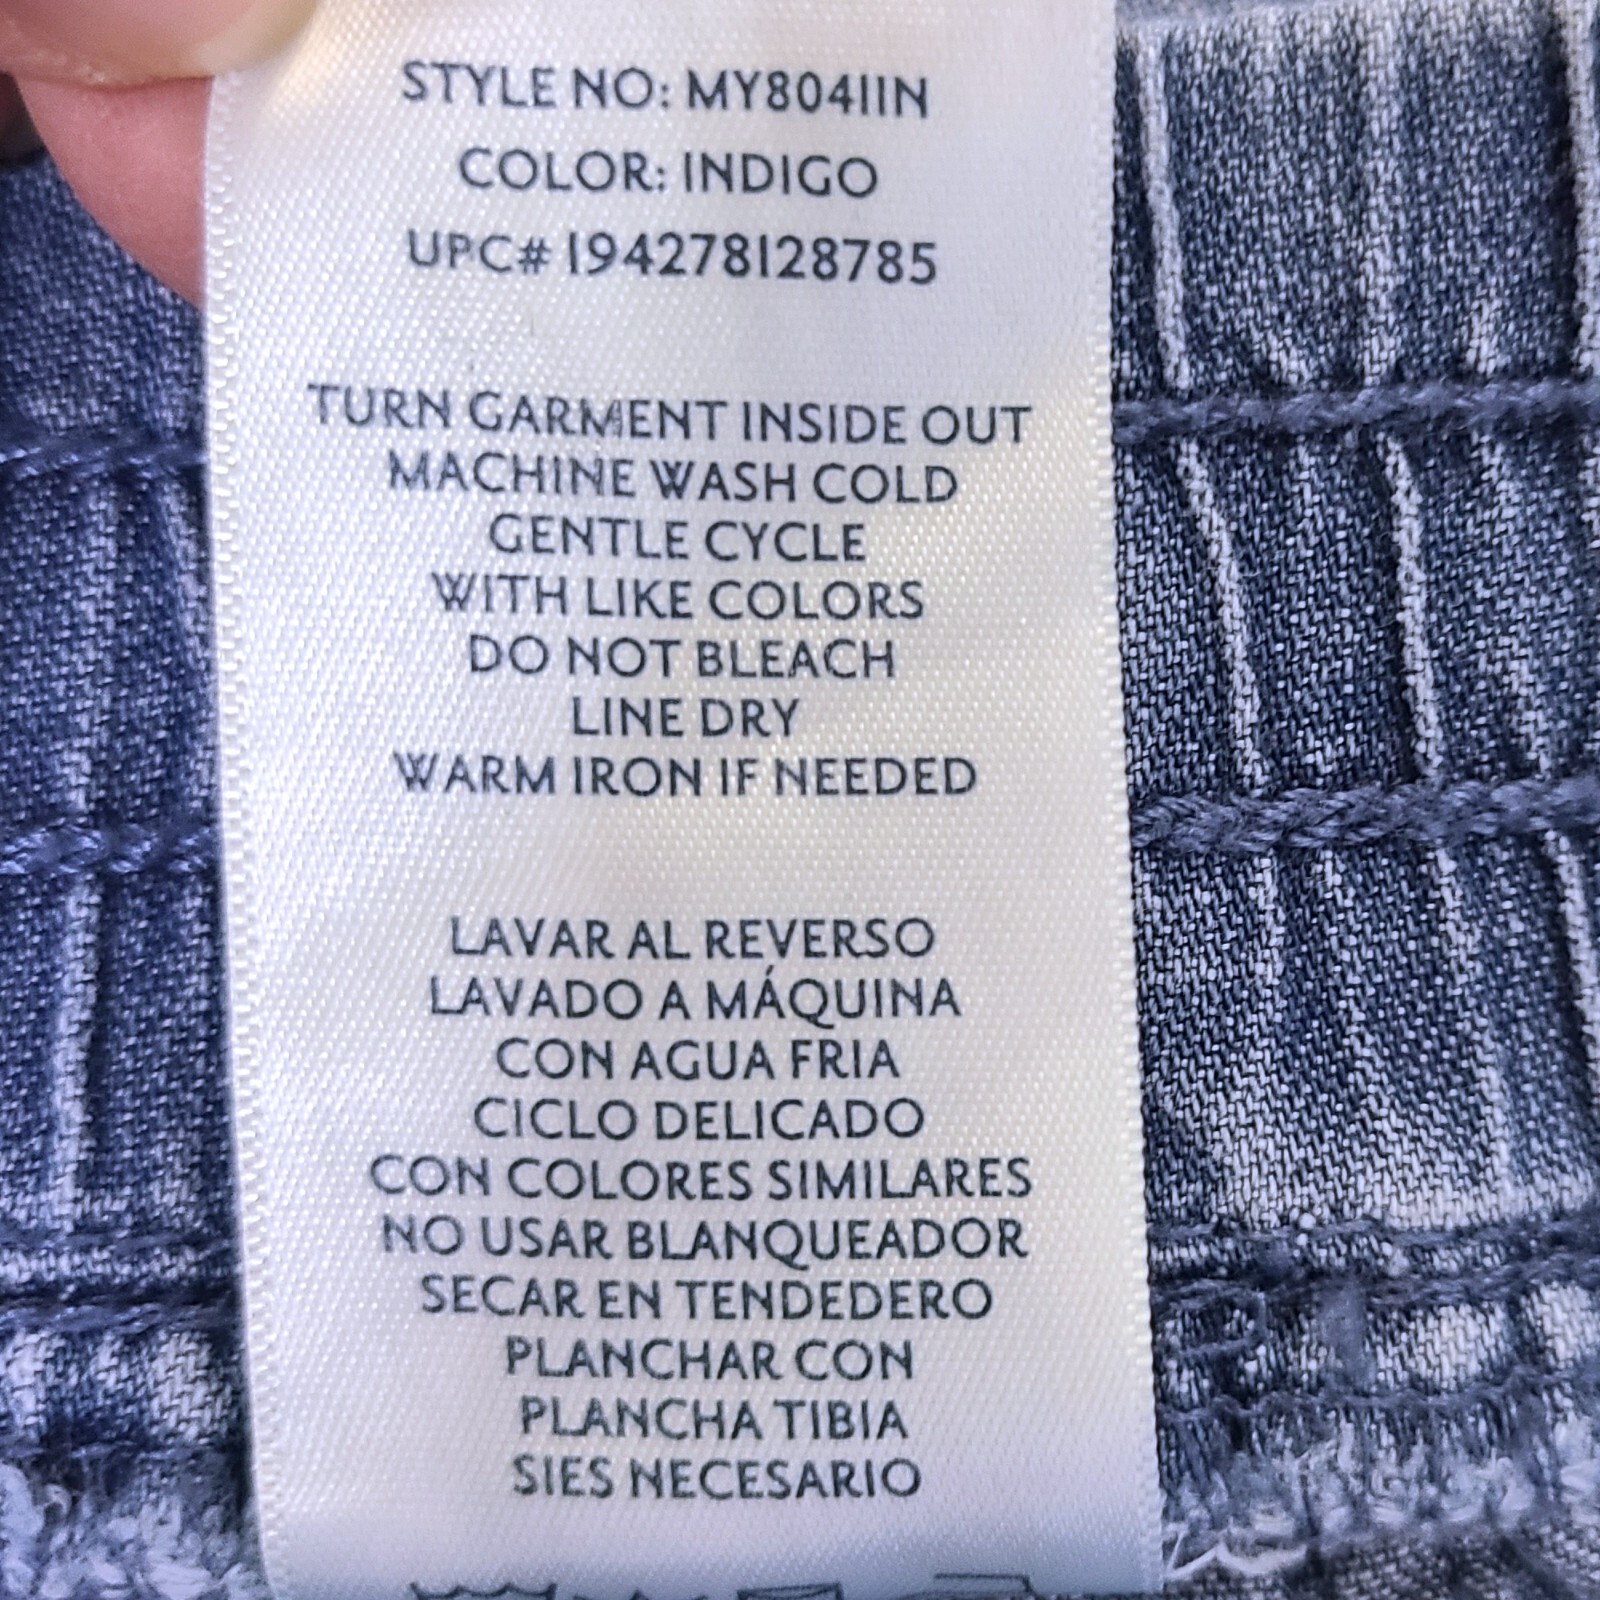 STYLE NO: MY80411IN
COLOR: INDIGO
UPC# 194278128785
TURN GARMENT INSIDE OUT
MACHINE WASH COLD
GENTLE CYCLE
WITH LIKE COLORS
DO NOT BLEACH
LINE DRY
WARM IRON IF NEEDED
LAVAR AL REVERSO
LAVADO A MÁQUINA
CON AGUA FRIA
CICLO DELICADO
CON COLORES SIMILARES
NO USAR BLANQUEADOR
SECAR EN TENDEDERO
PLANCHAR CON
PLANCHA TIBIA
SIES NECESARIO